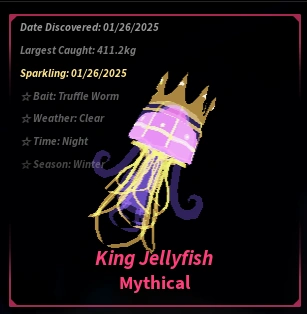 Date Discovered: 01/26/2025
Largest Caught: 411.2kg
Sparkling: 01/26/2025
☆ Bait: Truffle Worm
☆ Weather: Clear
☆ Time: Night
☆ Season: Winter
King Jellyfish
Mythical